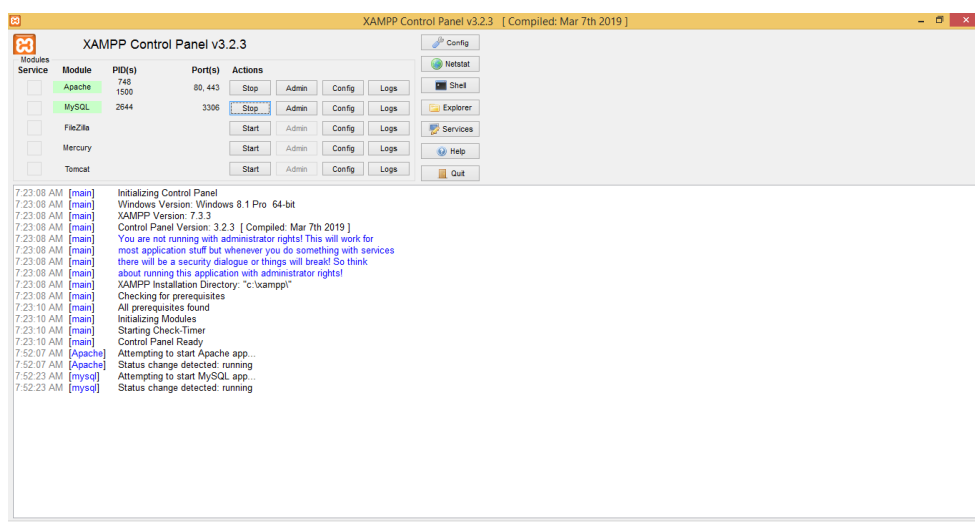 XAMPP Control Panel v3.2.3 [ Compiled: Mar 7th 2019 ]
XAMPP Control Panel v3.2.3
Config
Modules
Service Module PID(s) Port(s) Actions
Netstat
Apache 748 1500 80, 443 Stop Admin Config Logs
Shell
MySQL 2644 3306 Stop Admin Config Logs
Explorer
FileZilla Start Admin Config Logs
Services
Mercury Start Admin Config Logs
Help
Tomcat Start Admin Config Logs
Quit
7:23:08 AM [main] Initializing Control Panel
7:23:08 AM [main] Windows Version: Windows 8.1 Pro 64-bit
7:23:08 AM [main] XAMPP Version: 7.3.3
7:23:08 AM [main] Control Panel Version: 3.2.3 [ Compiled: Mar 7th 2019 ]
7:23:08 AM [main] You are not running with administrator rights! This will work for
7:23:08 AM [main] most application stuff but whenever you do something with services
7:23:08 AM [main] there will be a security dialogue or things will break! So think
7:23:08 AM [main] about running this application with administrator rights!
7:23:08 AM [main] XAMPP Installation Directory: "c:\xampp\"
7:23:08 AM [main] Checking for prerequisites
7:23:10 AM [main] All prerequisites found
7:23:10 AM [main] Initializing Modules
7:23:10 AM [main] Starting Check-Timer
7:23:10 AM [main] Control Panel Ready
7:52:07 AM [Apache] Attempting to start Apache app...
7:52:07 AM [Apache] Status change detected: running
7:52:23 AM [mysql] Attempting to start MySQL app...
7:52:23 AM [mysql] Status change detected: running